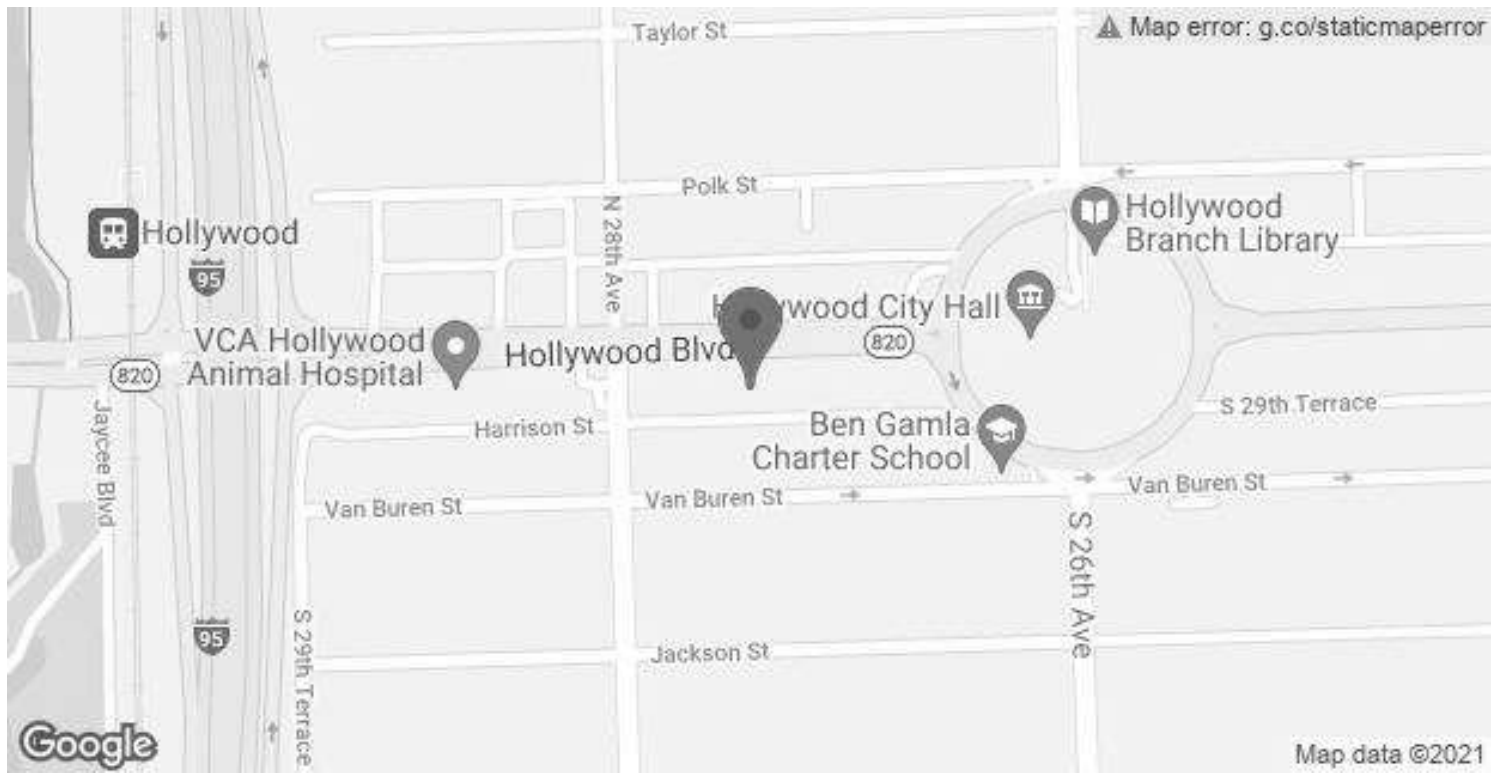 Taylor St
Map error: g.co/staticmaperror
Polk St
N 28th Ave
Hollywood
Branch Library
Hollywood
95
Hollywood City Hall
820
VCA Hollywood
Animal Hospital
Hollywood Blvd
820
Jaycee Blvd
Harrison St
Ben Gamla
Charter School
S 29th Terrace
Van Buren St
Van Buren St
Van Buren St
S 26th Ave
95
S 29th Terrace
Jackson St
Google
Map data ©2021